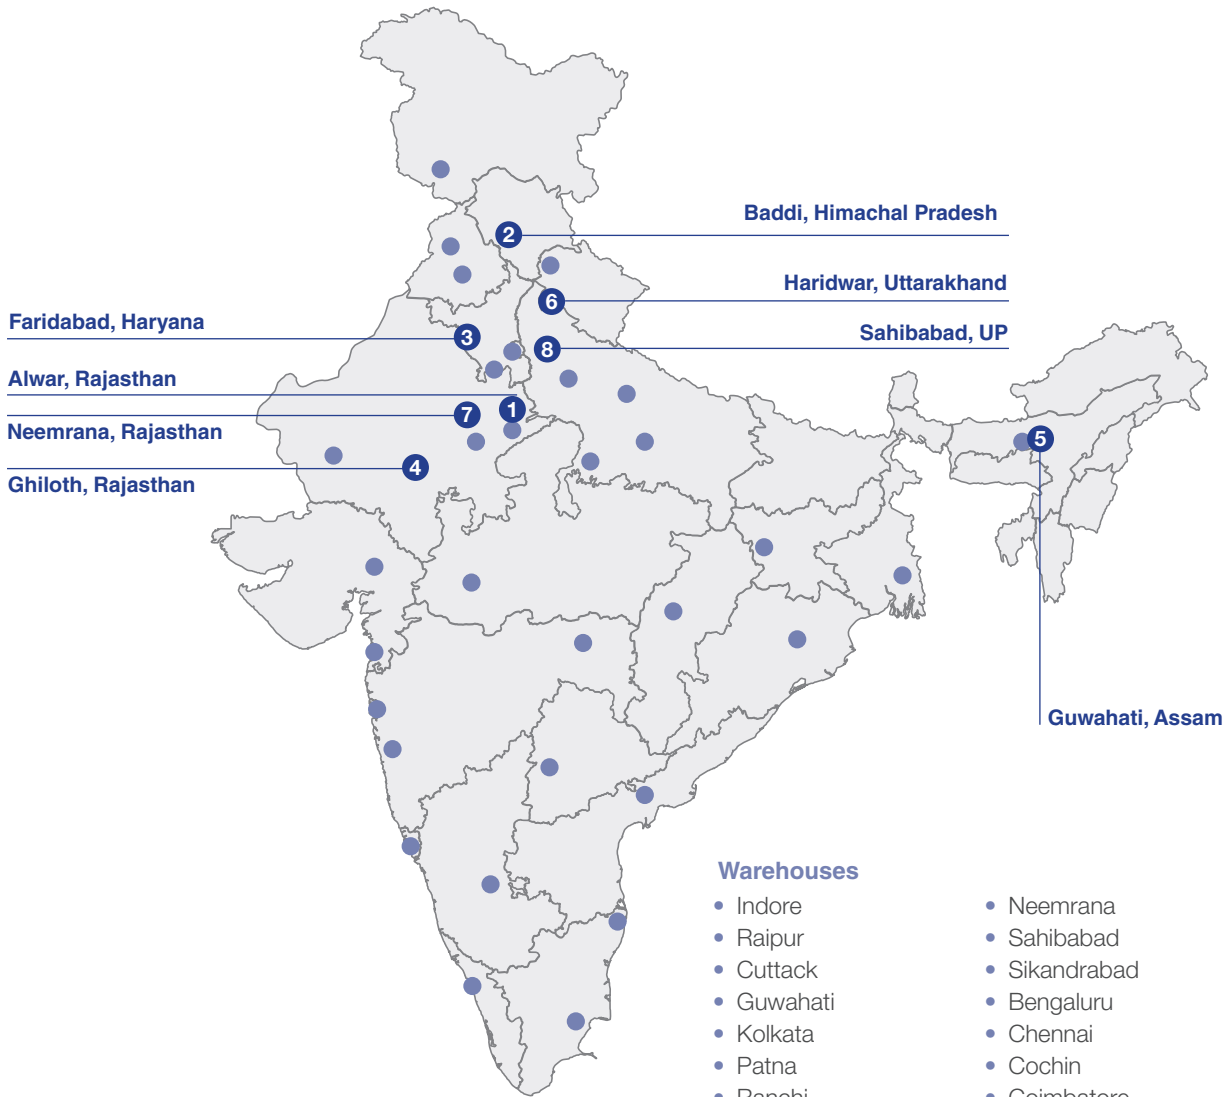 Baddi, Himachal Pradesh
2
Haridwar, Uttarakhand
6
Faridabad, Haryana
3
Sahibabad, UP
8
Alwar, Rajasthan
1
7
Neemrana, Rajasthan
5
4
Ghiloth, Rajasthan
Guwahati, Assam
Warehouses
• Indore
• Raipur
• Cuttack
• Guwahati
• Kolkata
• Patna
• Ranchi
• Neemrana
• Sahibabad
• Sikandrabad
• Bengaluru
• Chennai
• Cochin
• Coimbatore